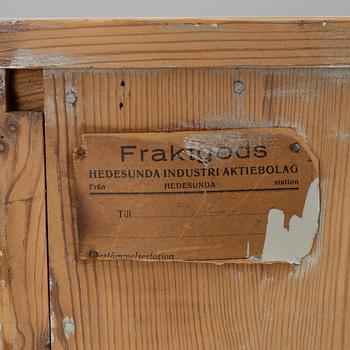 Fraktgods
HEDESUNDA INDUSTRI AKTIEBOLAG
Från HEDESUNDA station
Till
Bestämmelsestation